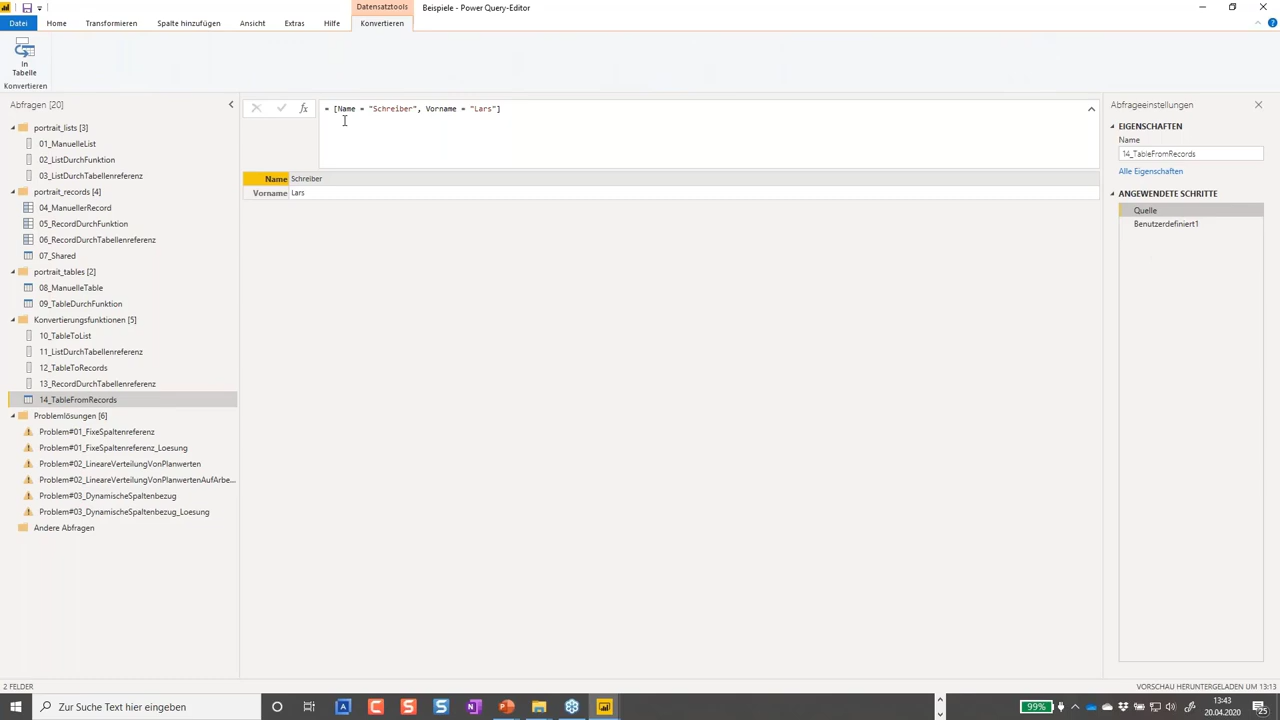 Datensatztools
Beispiele - Power Query-Editor
Datei
Home
Transformieren
Spalte hinzufügen
Ansicht
Extras
Hilfe
Konvertieren
In
Tabelle
Konvertieren
Abfragen [20]
portrait_lists [3]
01_ManuelleList
02_ListDurchFunktion
03_ListDurchTabellenreferenz
portrait_records [4]
04_ManuellerRecord
05_RecordDurchFunktion
06_RecordDurchTabellenreferenz
07_Shared
portrait_tables [2]
08_ManuelleTable
09_TableDurchFunktion
Konvertierungsfunktionen [5]
10_TableToList
11_ListDurchTabellenreferenz
12_TableToRecords
13_RecordDurchTabellenreferenz
14_TableFromRecords
Problemlösungen [6]
Problem#01_FixeSpaltenreferenz
Problem#01_FixeSpaltenreferenz_Loesung
Problem#02_LineareVerteilungVonPlanwerten
Problem#02_LineareVerteilungVonPlanwertenAufArbe...
Problem#03_DynamischeSpaltenbezug
Problem#03_DynamischeSpaltenbezug_Loesung
Andere Abfragen
fx
= [Name = "Schreiber", Vorname = "Lars"]
Name Schreiber
Vorname Lars
Abfrageeinstellungen
EIGENSCHAFTEN
Name
14_TableFromRecords
Alle Eigenschaften
ANGEWENDETE SCHRITTE
Quelle
Benutzerdefiniert1
2 FELDER
VORSCHAU HERUNTERGELADEN UM 13:13
Zur Suche Text hier eingeben
99%
13:43
20.04.2020
25